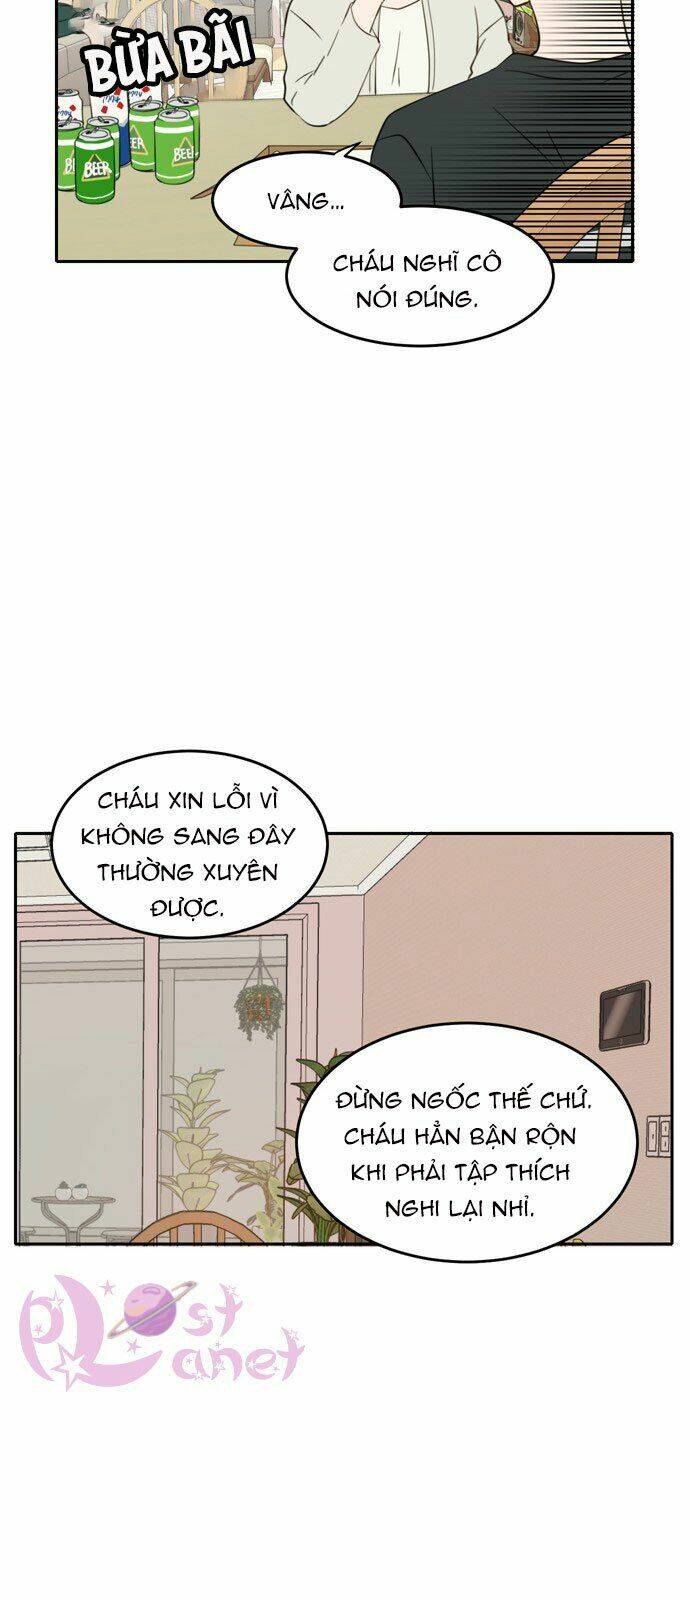 BỪA BÃI
BEER
BEER
BEER
BEER
BEER
VÂNG...
CHÁU NGHĨ CÔ
NÓI ĐÚNG.
CHÁU XIN LỖI VÌ
KHÔNG SANG ĐÂY
THƯỜNG XUYÊN
ĐƯỢC.
ĐỪNG NGỐC THẾ CHỨ.
CHÁU HẲN BẬN RỘN
KHI PHẢI TẬP THÍCH
NGHI LẠI NHỈ.
Lost
Planet